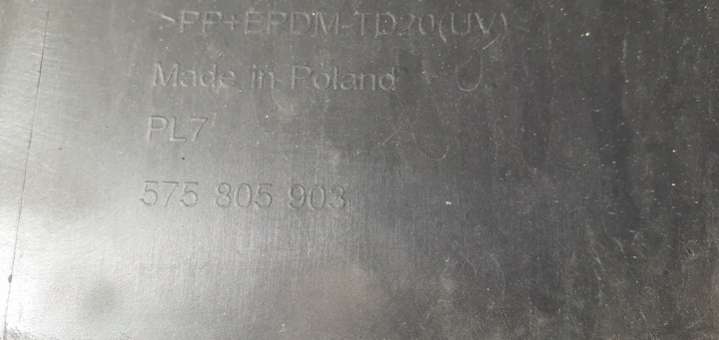 >PP+EPDM-TD20(UV)<
Made in Poland
PL7
575 805 903